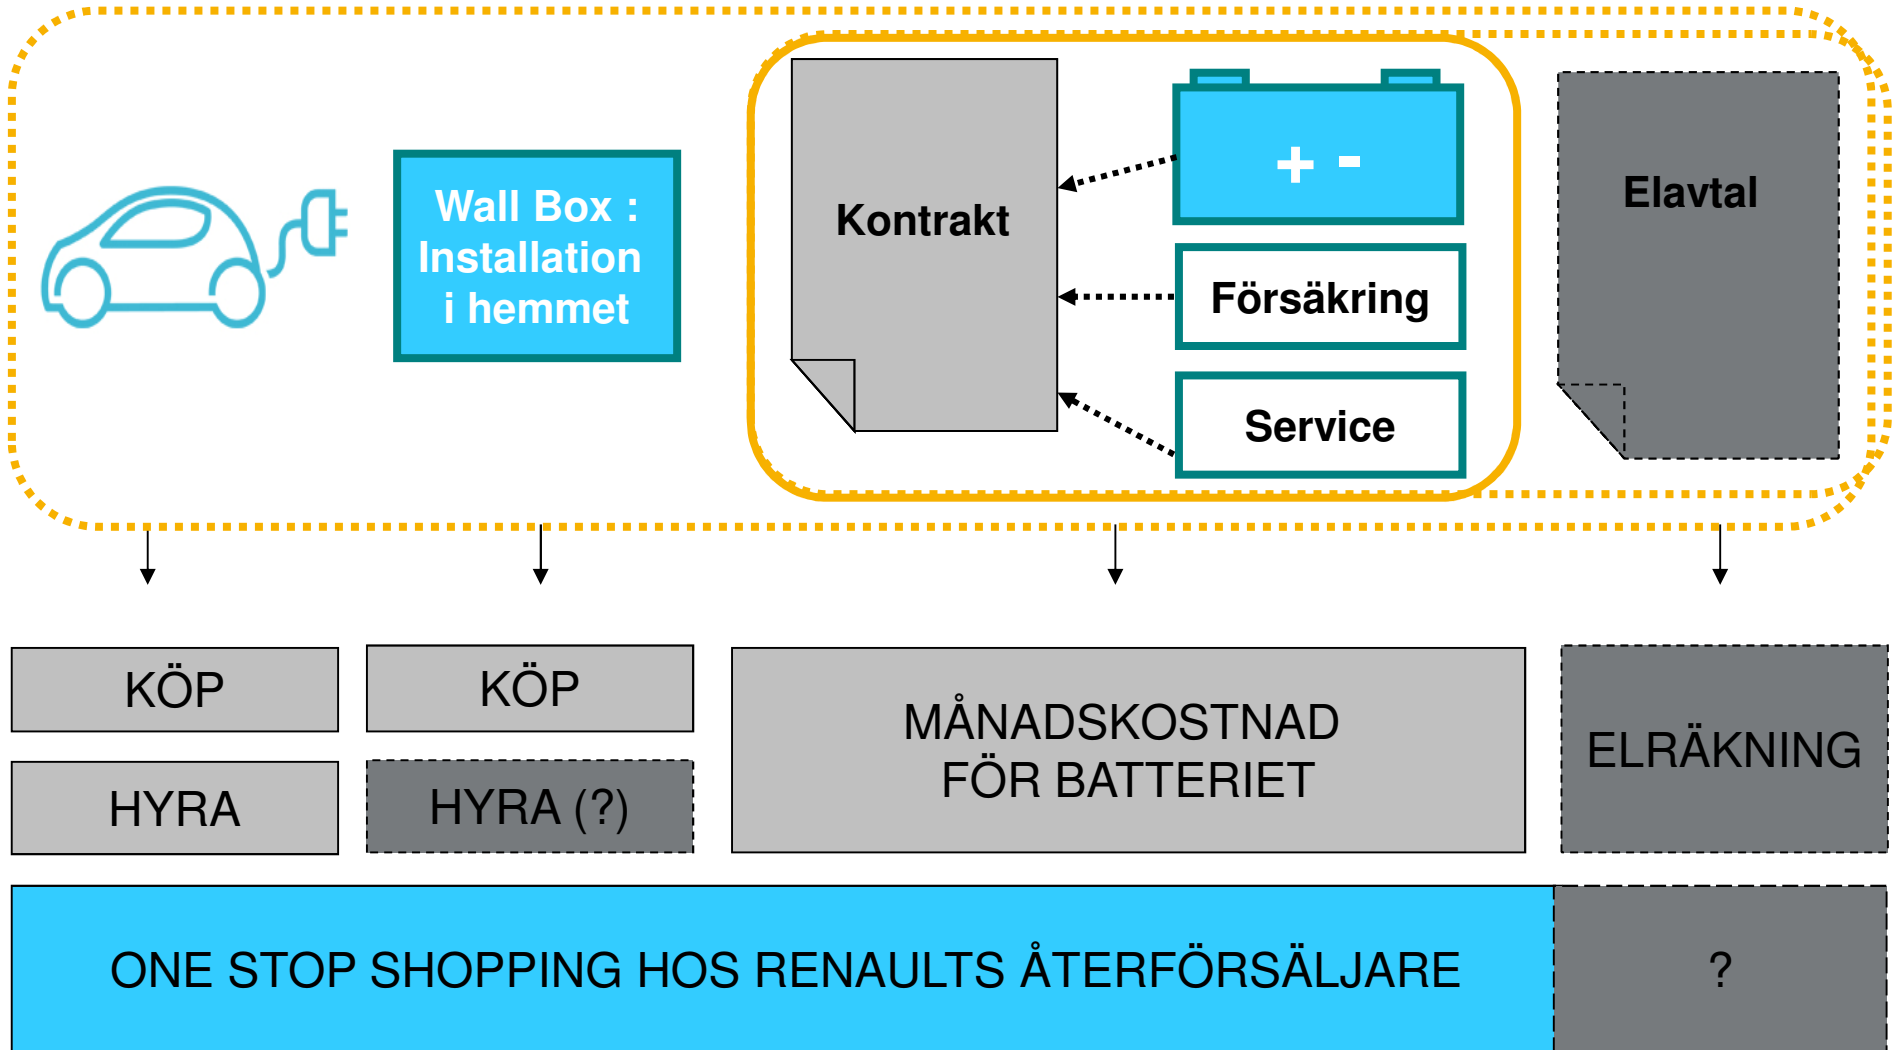 Wall Box :
Installation
i hemmet
Kontrakt
+ -
Försäkring
Service
Elavtal
KÖP
HYRA
KÖP
HYRA (?)
MÅNADSKOSTNAD
FÖR BATTERIET
ELRÄKNING
ONE STOP SHOPPING HOS RENAULTS ÅTERFÖRSÄLJARE
?